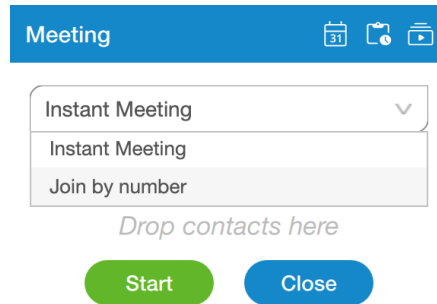 Meeting
31
Instant Meeting
Instant Meeting
Join by number
Drop contacts here
Start
Close